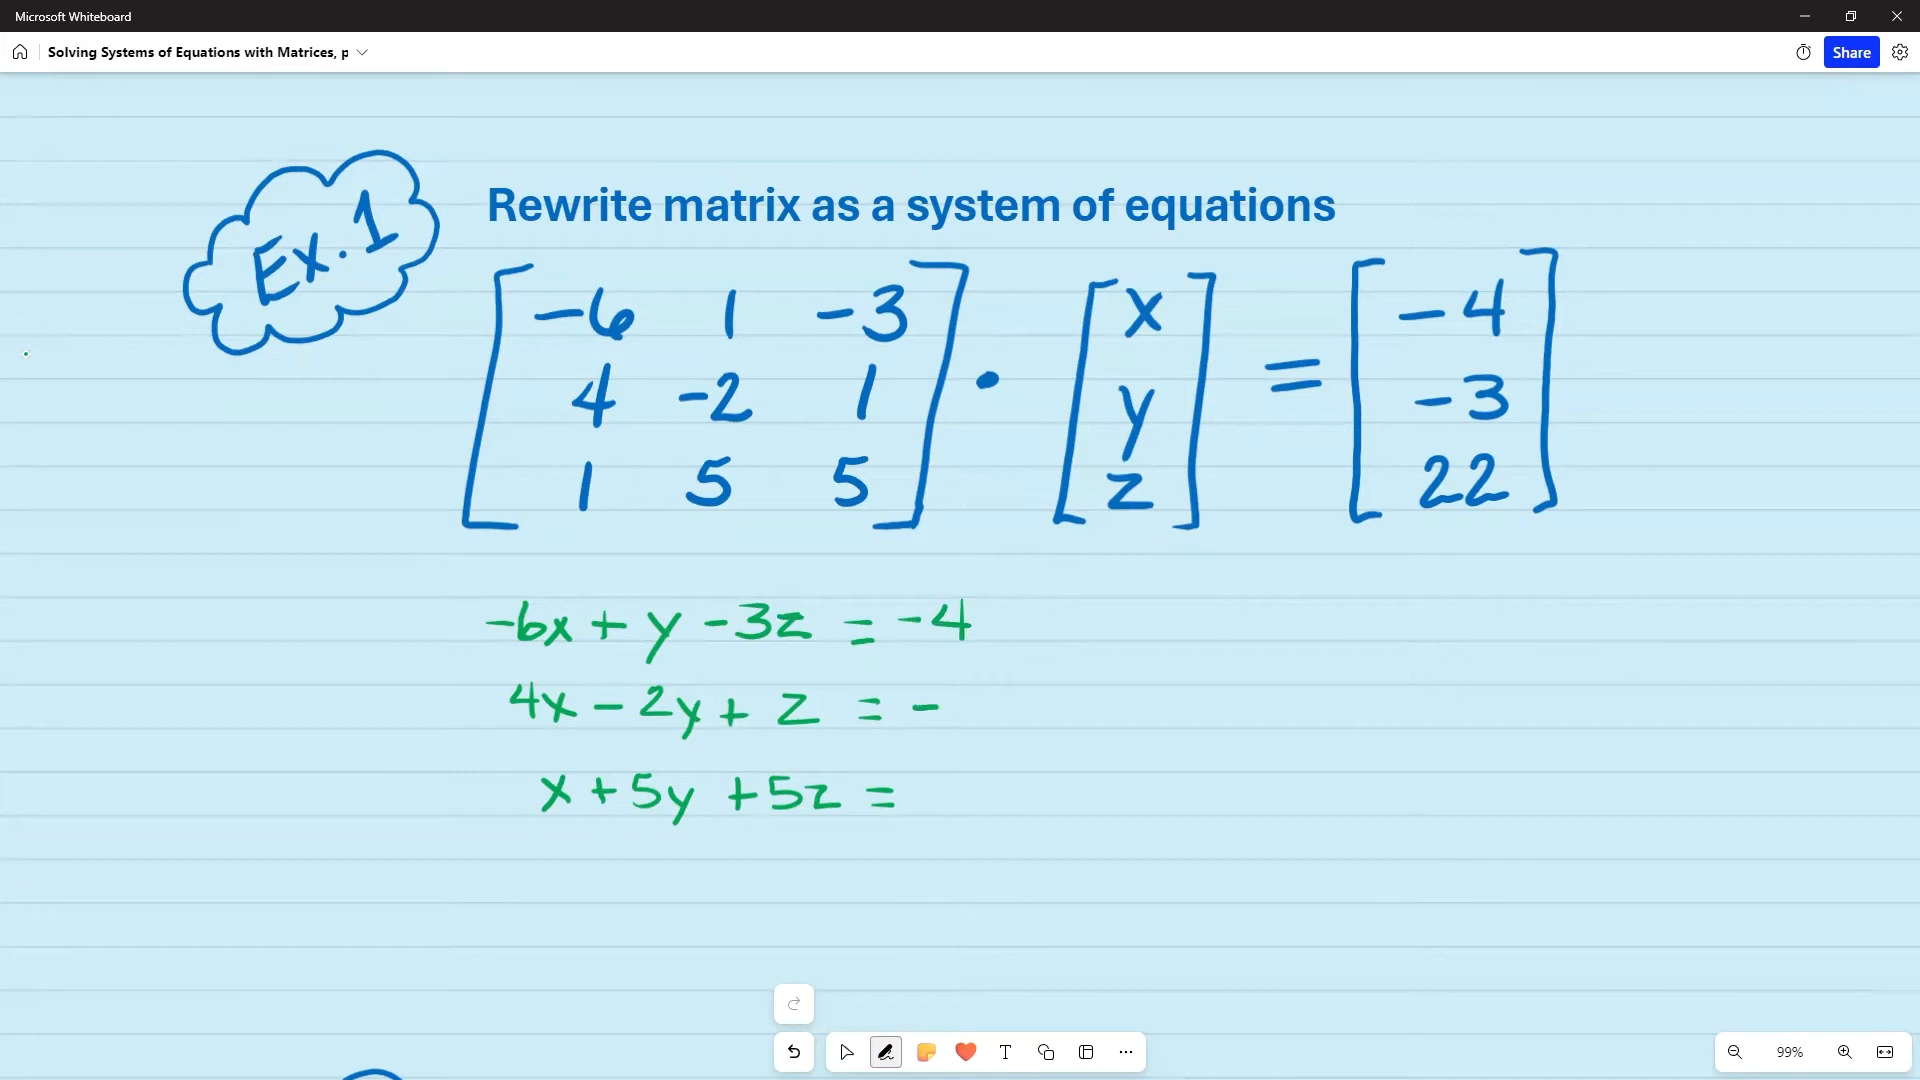 Microsoft Whiteboard
Solving Systems of Equations with Matrices, p
Share
Ex. 1
Rewrite matrix as a system of equations
[-6 1 -3] [x] [-4]
[4 -2 1] · [y] = [-3]
[1 5 5] [z] [22]
-6x + y -3z = -4
4x - 2y + z = -
x + 5y + 5z =
T
99%